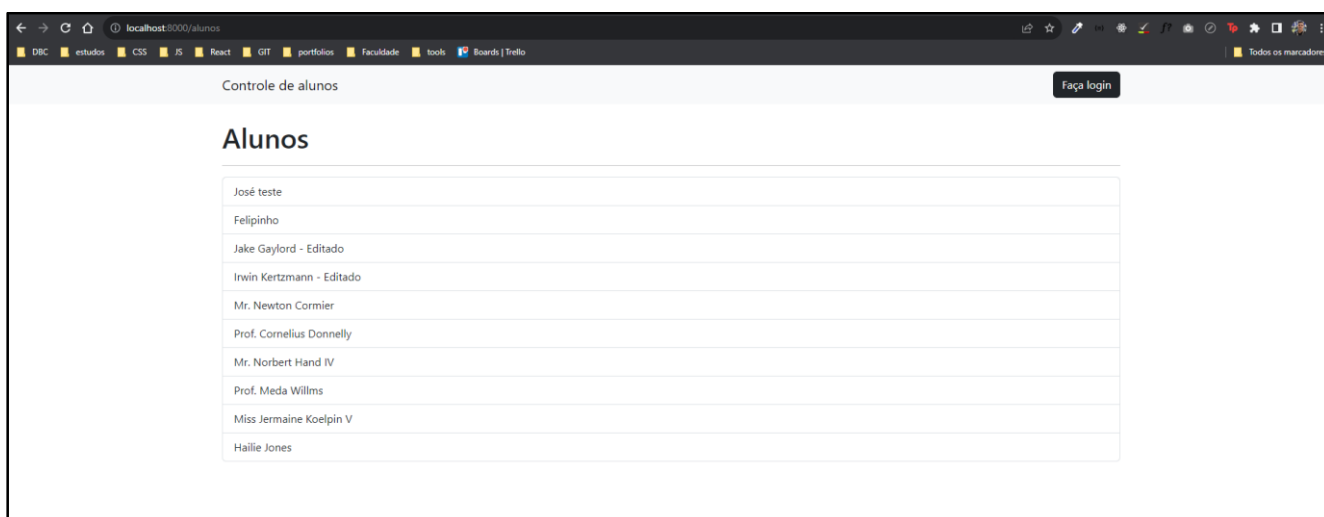 localhost:8000/alunos
DBC estudos CSS JS React GIT portfolios Faculdade tools Boards | Trello Todos os marcadore
Controle de alunos Faça login
Alunos
José teste
Felipinho
Jake Gaylord - Editado
Irwin Kertzmann - Editado
Mr. Newton Cormier
Prof. Cornelius Donnelly
Mr. Norbert Hand IV
Prof. Meda Willms
Miss Jermaine Koelpin V
Hailie Jones